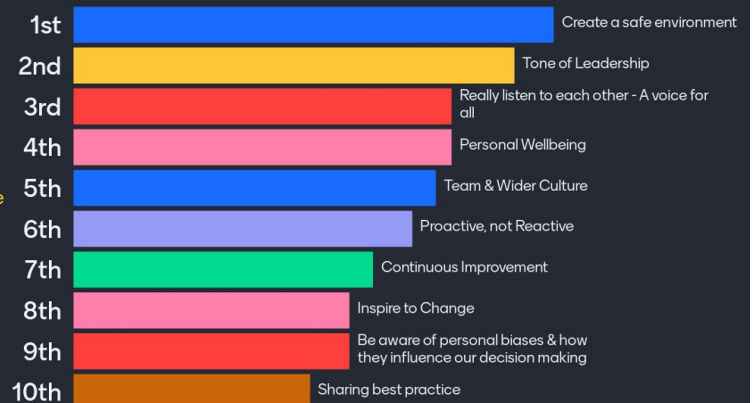 1st
Create a safe environment
2nd
Tone of Leadership
3rd
Really listen to each other - A voice for
all
4th
Personal Wellbeing
5th
Team & Wider Culture
6th
Proactive, not Reactive
7th
Continuous Improvement
8th
Inspire to Change
9th
Be aware of personal biases & how
they influence our decision making
10th
Sharing best practice